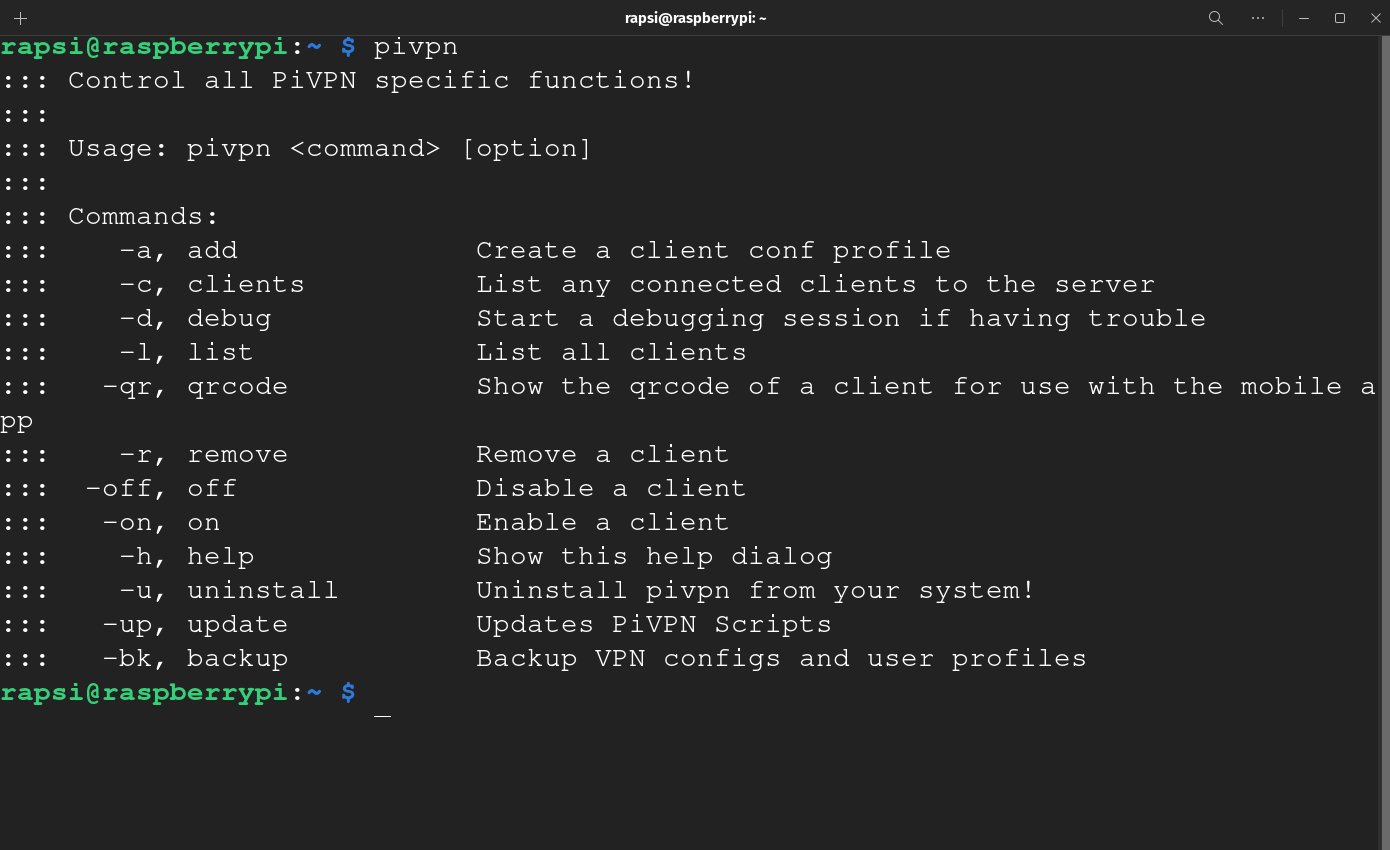 rapsi@raspberrypi: ~
rapsi@raspberrypi:~ $ pivpn
::: Control all PiVPN specific functions!
:::
::: Usage: pivpn <command> [option]
:::
::: Commands:
:::    -a, add              Create a client conf profile
:::    -c, clients          List any connected clients to the server
:::    -d, debug            Start a debugging session if having trouble
:::    -l, list             List all clients
:::   -qr, qrcode           Show the qrcode of a client for use with the mobile a
pp
:::    -r, remove           Remove a client
:::  -off, off              Disable a client
:::   -on, on               Enable a client
:::    -h, help             Show this help dialog
:::    -u, uninstall        Uninstall pivpn from your system!
:::   -up, update           Updates PiVPN Scripts
:::   -bk, backup           Backup VPN configs and user profiles
rapsi@raspberrypi:~ $ _